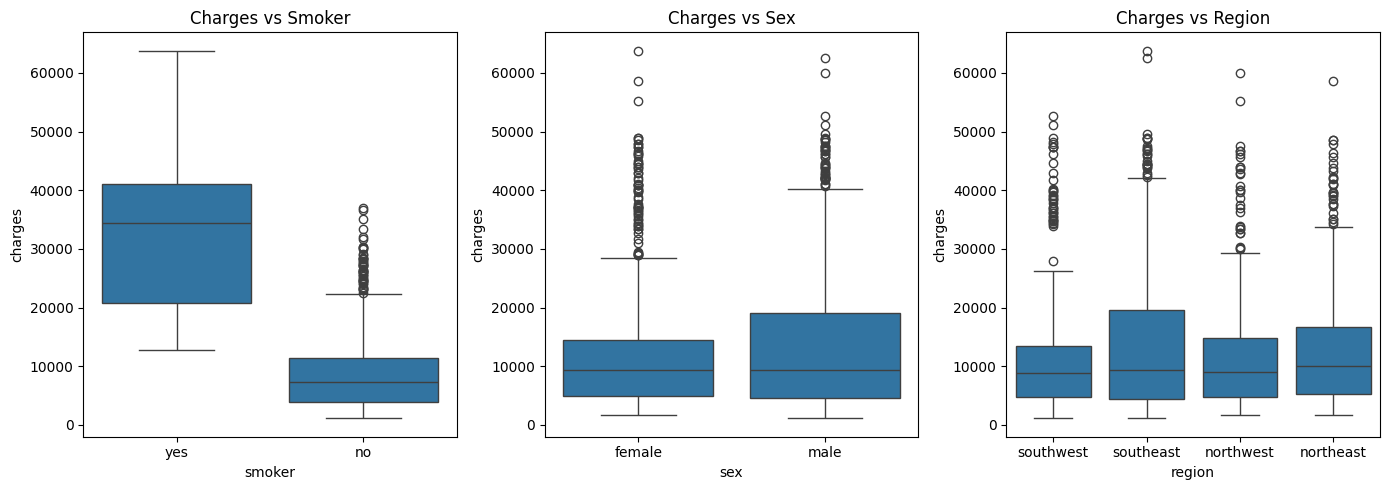 Charges vs Smoker
60000
50000
40000
30000
20000
10000
0
charges
yes
no
smoker
Charges vs Sex
60000
50000
40000
30000
20000
10000
0
charges
female
male
sex
Charges vs Region
60000
50000
40000
30000
20000
10000
0
charges
southwest
southeast
northwest
northeast
region